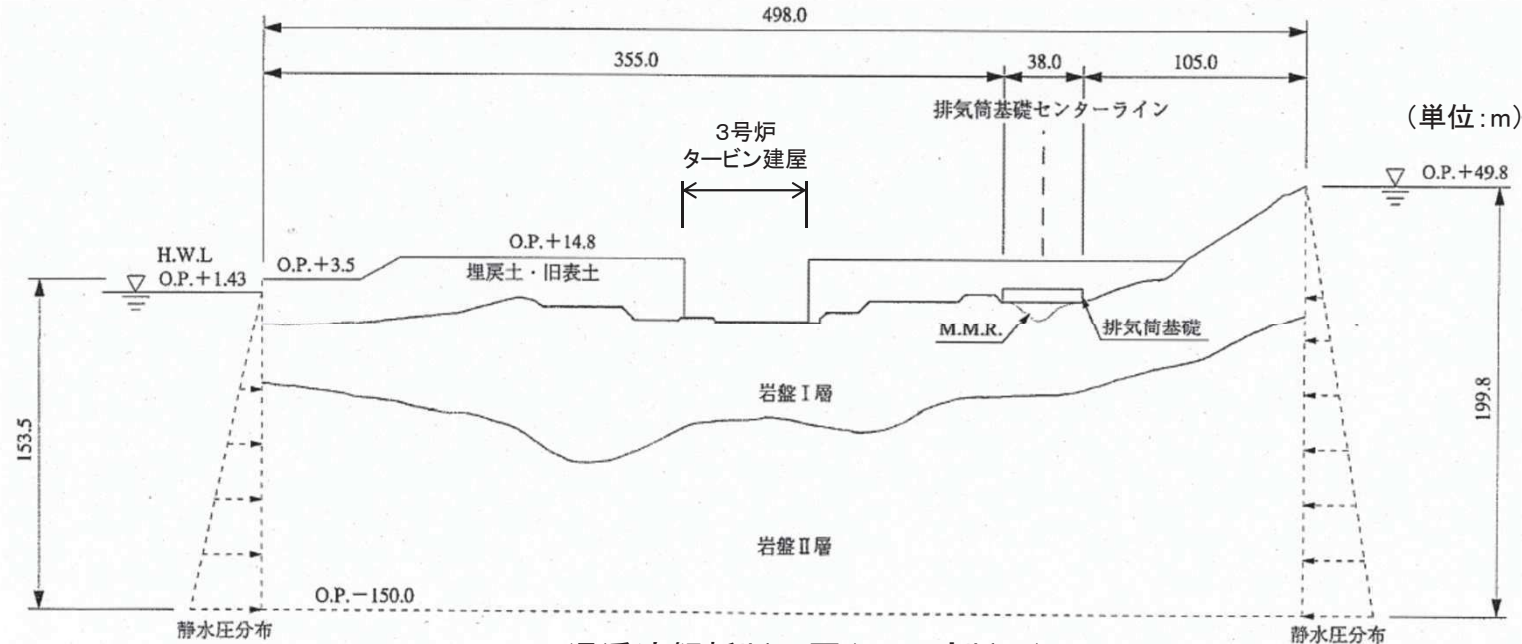 498.0
355.0
38.0
105.0
排気筒基礎センターライン
(単位:m)
3号炉
タービン建屋
O.P.+49.8
H.W.L
O.P.+1.43
O.P.+3.5
O.P.+14.8
埋戻土・旧表土
M.M.R.
排気筒基礎
岩盤Ⅰ層
153.5
199.8
岩盤Ⅱ層
O.P.-150.0
静水圧分布
静水圧分布